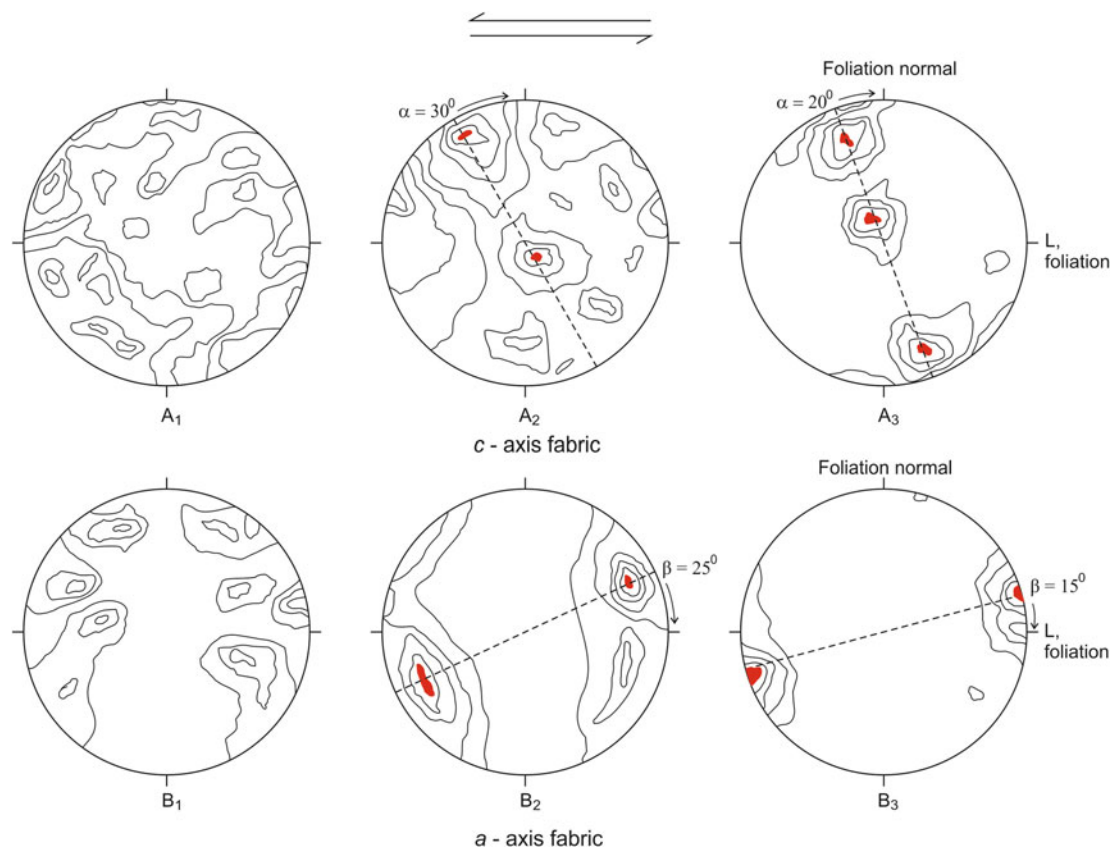 Foliation normal
α = 30⁰
α = 20⁰
L,
foliation
A₁
A₂
A₃
c - axis fabric
Foliation normal
β = 25⁰
β = 15⁰
L,
foliation
B₁
B₂
B₃
a - axis fabric